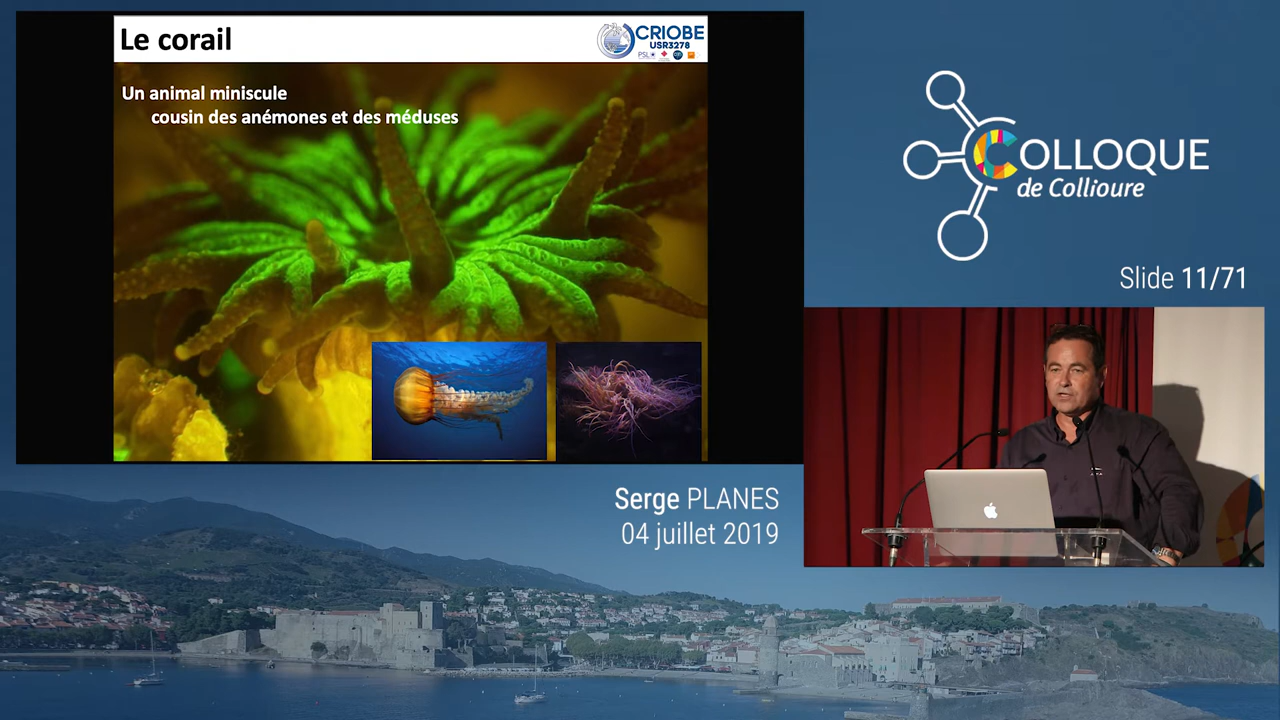 Le corail
CRIOBE
USR3278
PSL
Un animal miniscule
cousin des anémones et des méduses
COLLOQUE
de Collioure
Slide 11/71
Serge PLANES
04 juillet 2019